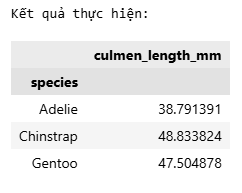 Kết quả thực hiện:
culmen_length_mm
species
Adelie 38.791391
Chinstrap 48.833824
Gentoo 47.504878